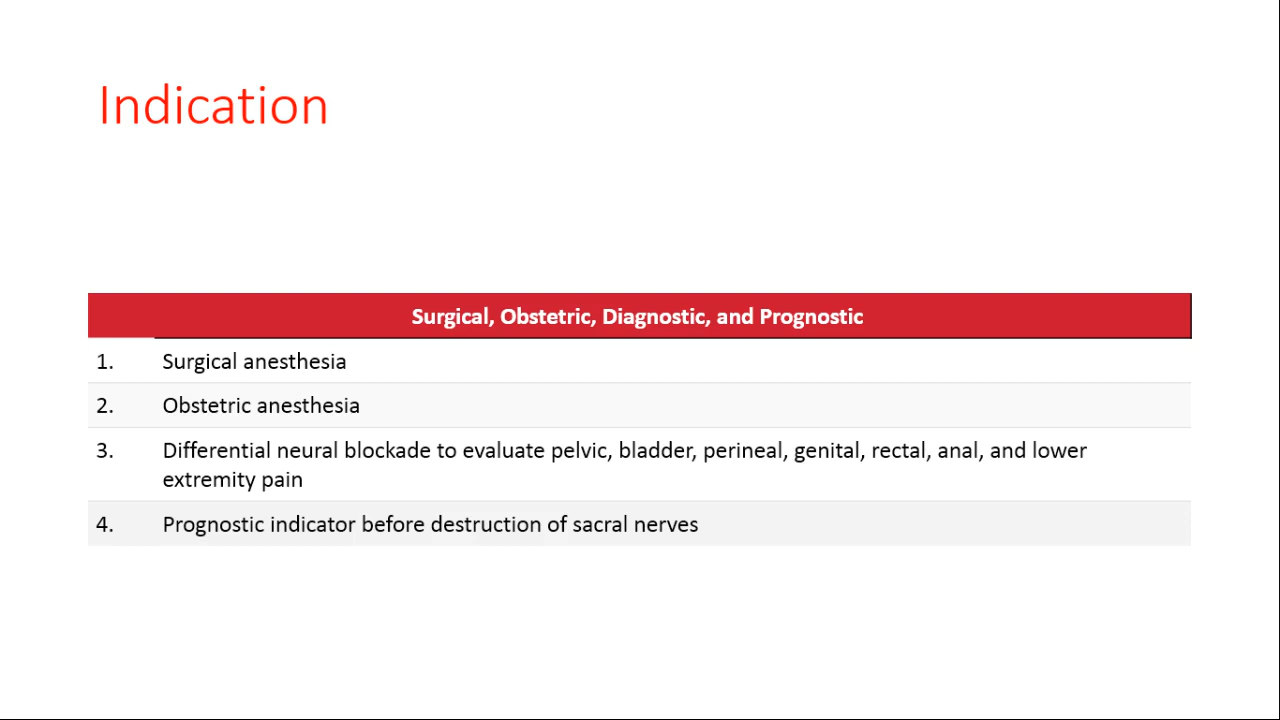 Indication
Surgical, Obstetric, Diagnostic, and Prognostic
1. Surgical anesthesia
2. Obstetric anesthesia
3. Differential neural blockade to evaluate pelvic, bladder, perineal, genital, rectal, anal, and lower
extremity pain
4. Prognostic indicator before destruction of sacral nerves